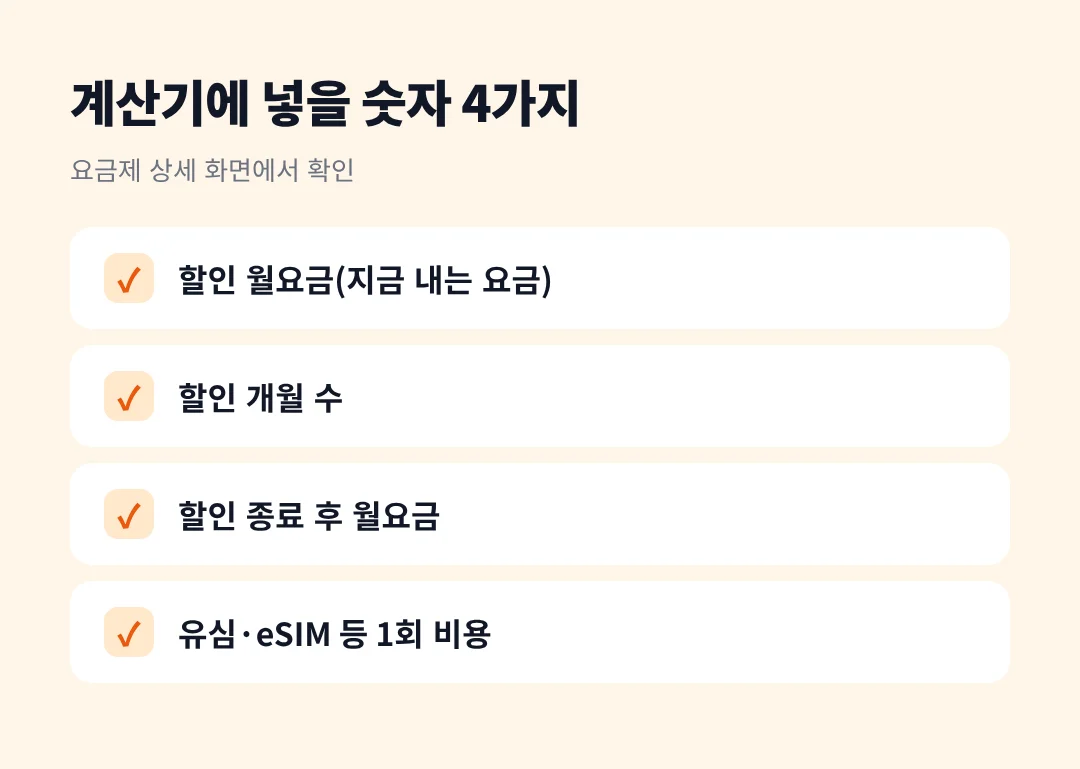 계산기에 넣을 숫자 4가지
요금제 상세 화면에서 확인
✓ 할인 월요금(지금 내는 요금)
✓ 할인 개월 수
✓ 할인 종료 후 월요금
✓ 유심·eSIM 등 1회 비용